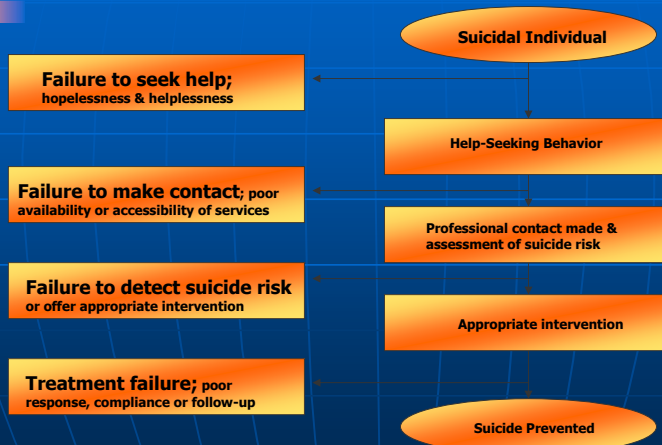 Suicidal Individual
Failure to seek help;
hopelessness & helplessness
Help-Seeking Behavior
Failure to make contact; poor
availability or accessibility of services
Professional contact made &
assessment of suicide risk
Failure to detect suicide risk
or offer appropriate intervention
Appropriate intervention
Treatment failure; poor
response, compliance or follow-up
Suicide Prevented